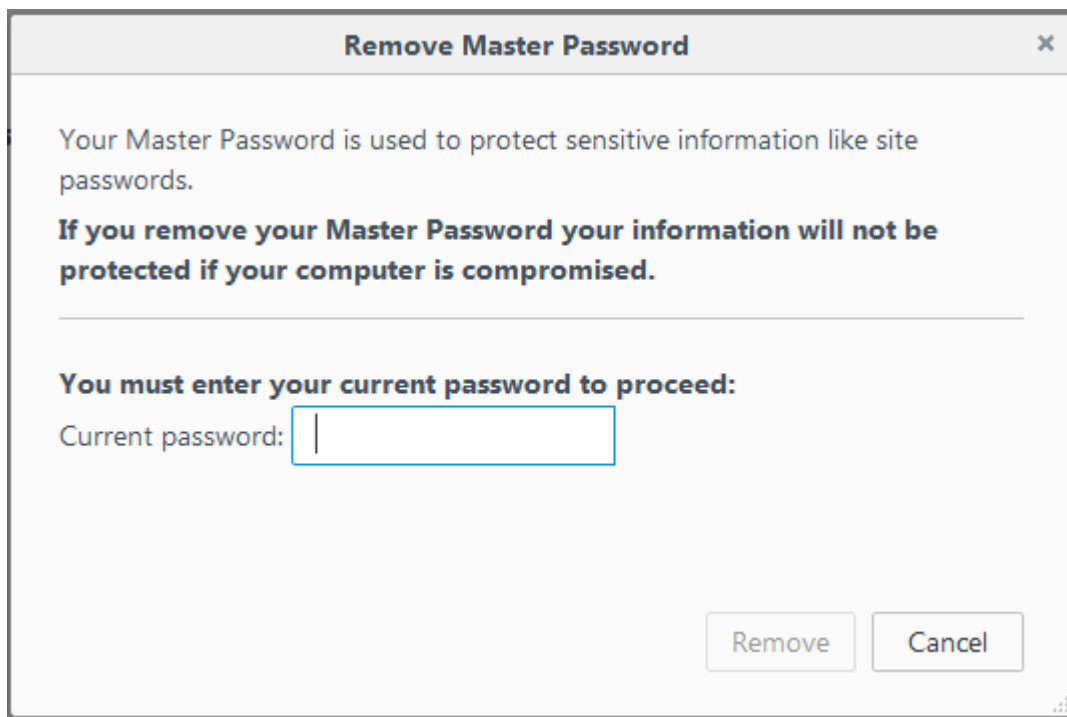 Remove Master Password
Your Master Password is used to protect sensitive information like site
passwords.
If you remove your Master Password your information will not be
protected if your computer is compromised.
You must enter your current password to proceed:
Current password:
Remove Cancel